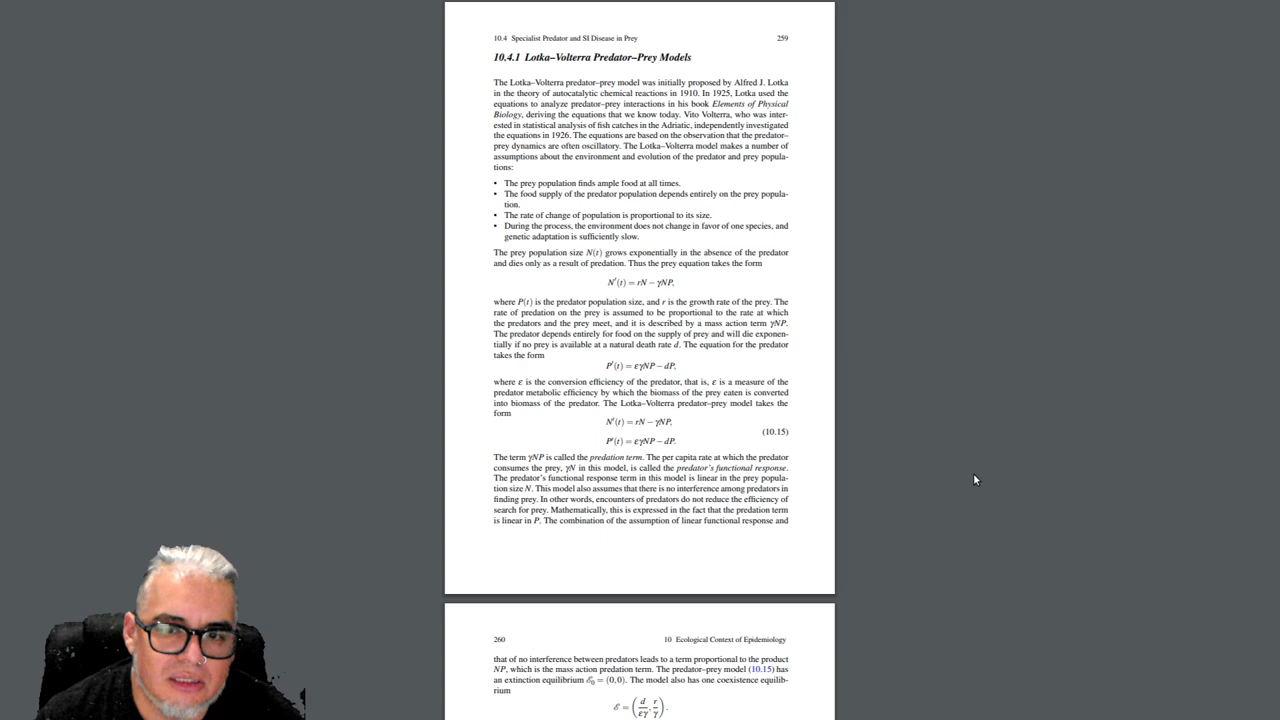 10.4 Specialist Predator and SI Disease in Prey 259
10.4.1 Lotka–Volterra Predator–Prey Models
The Lotka–Volterra predator–prey model was initially proposed by Alfred J. Lotka
in the theory of autocatalytic chemical reactions in 1910. In 1925, Lotka used the
equations to analyze predator–prey interactions in his book Elements of Physical
Biology, deriving the equations that we know today. Vito Volterra, who was inter-
ested in statistical analysis of fish catches in the Adriatic, independently investigated
the equations in 1926. The equations are based on the observation that the predator–
prey dynamics are often oscillatory. The Lotka–Volterra model makes a number of
assumptions about the environment and evolution of the predator and prey popula-
tions:
• The prey population finds ample food at all times.
• The food supply of the predator population depends entirely on the prey popula-
tion.
• The rate of change of population is proportional to its size.
• During the process, the environment does not change in favor of one species, and
genetic adaptation is sufficiently slow.
The prey population size N(t) grows exponentially in the absence of the predator
and dies only as a result of predation. Thus the prey equation takes the form
N′(t) = rN − γNP,
where P(t) is the predator population size, and r is the growth rate of the prey. The
rate of predation on the prey is assumed to be proportional to the rate at which
the predators and the prey meet, and it is described by a mass action term γNP.
The predator depends entirely for food on the supply of prey and will die exponen-
tially if no prey is available at a natural death rate d. The equation for the predator
takes the form
P′(t) = εγNP − dP,
where ε is the conversion efficiency of the predator, that is, ε is a measure of the
predator metabolic efficiency by which the biomass of the prey eaten is converted
into biomass of the predator. The Lotka–Volterra predator–prey model takes the
form
N′(t) = rN − γNP,
(10.15)
P′(t) = εγNP − dP.
The term γNP is called the predation term. The per capita rate at which the predator
consumes the prey, γN in this model, is called the predator's functional response.
The predator's functional response term in this model is linear in the prey popula-
tion size N. This model also assumes that there is no interference among predators in
finding prey. In other words, encounters of predators do not reduce the efficiency of
search for prey. Mathematically, this is expressed in the fact that the predation term
is linear in P. The combination of the assumption of linear functional response and
260 10 Ecological Context of Epidemiology
that of no interference between predators leads to a term proportional to the product
NP, which is the mass action predation term. The predator–prey model (10.15) has
an extinction equilibrium ℰ₀ = (0,0). The model also has one coexistence equilib-
rium
ℰ = (d/εγ, r/γ).